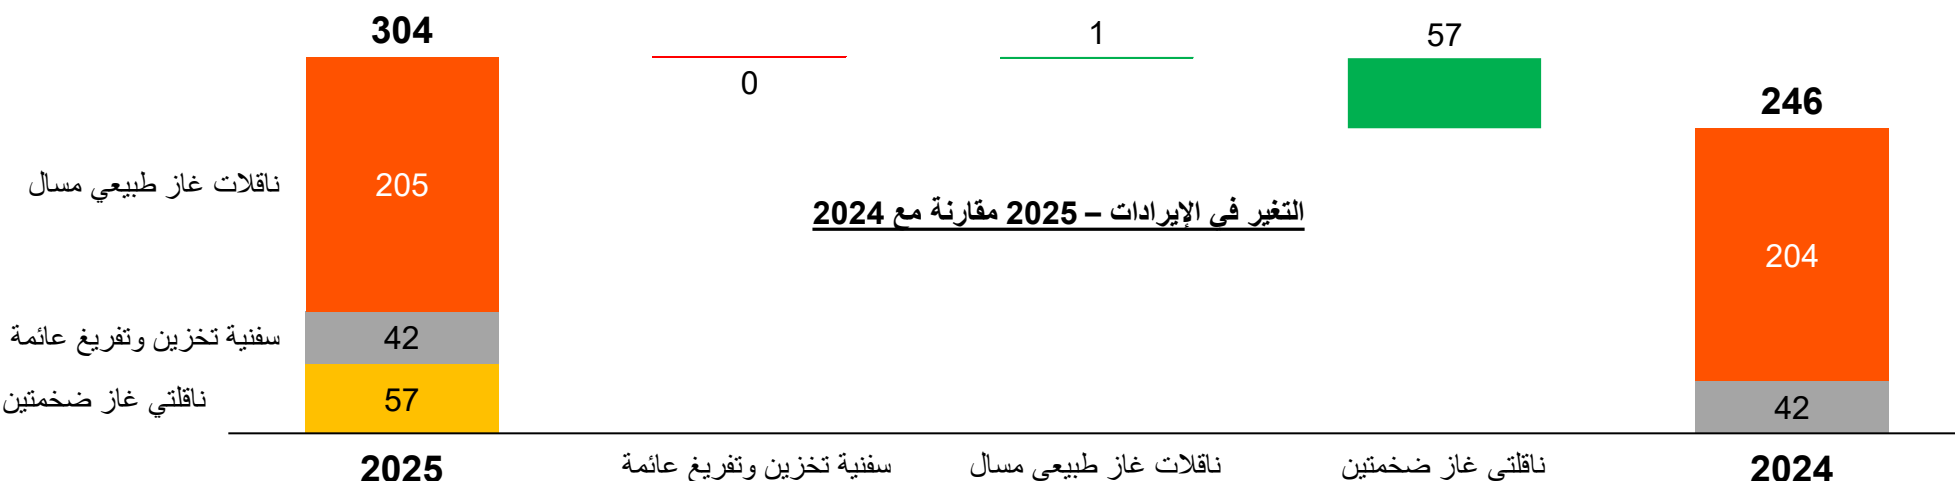 304
1
57
0
246
ناقلات غاز طبيعي مسال
205
التغير في الإيرادات – 2025 مقارنة مع 2024
204
سفنية تخزين وتفريغ عائمة
42
ناقلتي غاز ضخمتين
57
42
2024
ناقلتي غاز ضخمتين
ناقلات غاز طبيعي مسال
سفنية تخزين وتفريغ عائمة
2025